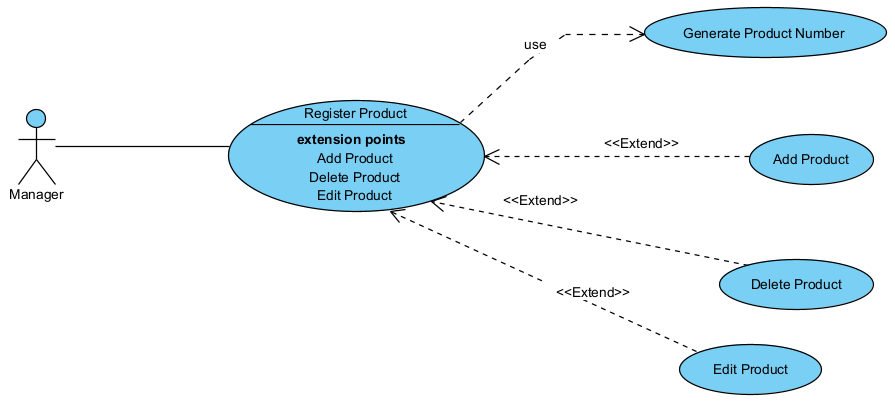 Generate Product Number
use
Register Product
extension points
Add Product
Delete Product
Edit Product
Manager
<<Extend>>
Add Product
<<Extend>>
Delete Product
<<Extend>>
Edit Product